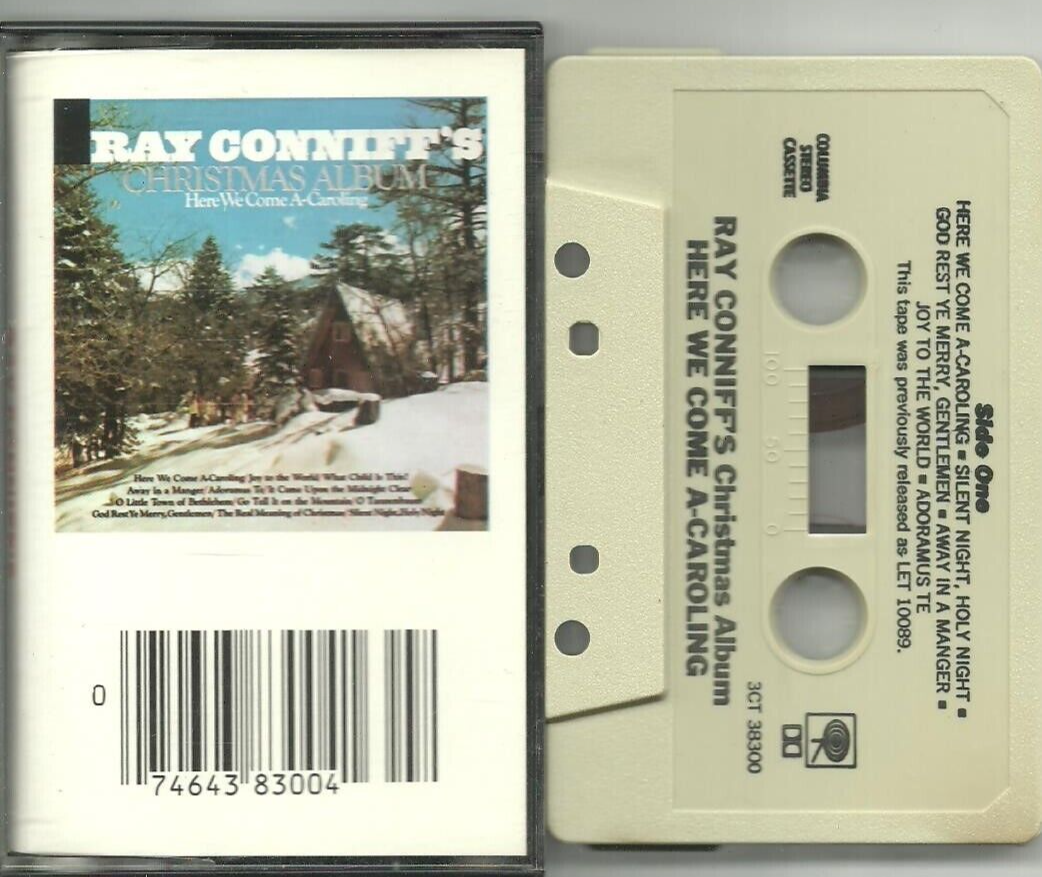 RAY CONNIFF'S
CHRISTMAS ALBUM
Here We Come A-Caroling
Here We Come A-Caroling/Joy to the World/What Child Is This?
Away in a Manger/Adoramus Te/It Came Upon the Midnight Clear
O Little Town of Bethlehem/Go Tell It on the Mountain/O Tannenbaum
God Rest Ye Merry, Gentlemen/The Real Meaning of Christmas/Silent Night, Holy Night
0
74643 83004
Side One
HERE WE COME A-CAROLING ■ SILENT NIGHT, HOLY NIGHT ■
GOD REST YE MERRY, GENTLEMEN ■ AWAY IN A MANGER ■
JOY TO THE WORLD ■ ADORAMUS TE
This tape was previously released as LET 10089.
COLUMBIA
STEREO
CASSETTE
100 50 0
3CT 38300
RAY CONNIFF'S Christmas Album
HERE WE COME A-CAROLING